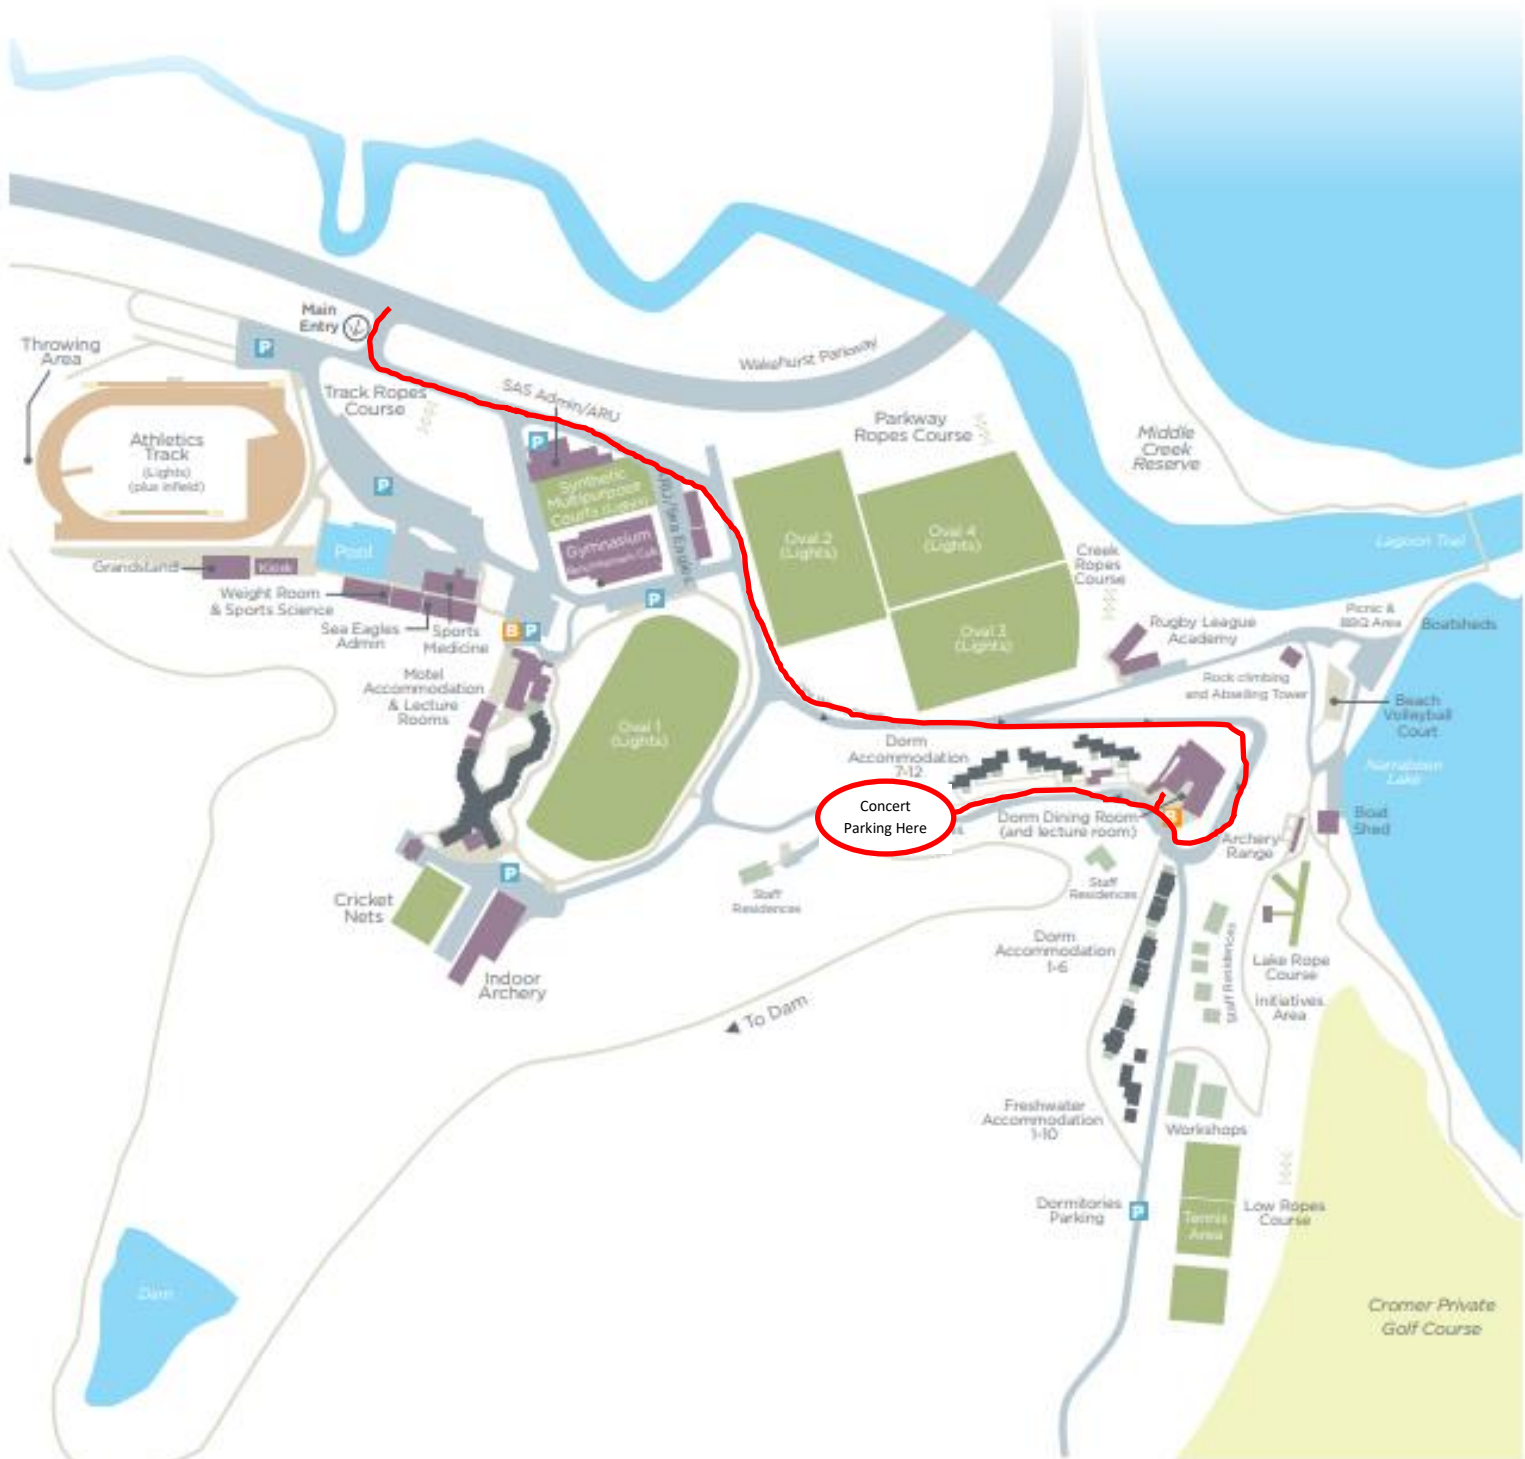 Main
Entry
P
Throwing
Area
Track Ropes
Course
SAS Admin/ARU
Wakehurst Parkway
Parkway
Ropes Course
Middle
Creek
Reserve
Athletics
Track
(Lights)
(plus infield)
P
P
Synthetic
Multipurpose
Courts (Lights)
Gymnasium
Oval 2
(Lights)
Oval 4
(Lights)
Oval 3
(Lights)
Creek
Ropes
Course
Lagoon Trail
Pool
Grandstand
Kiosk
Weight Room
& Sports Science
Sea Eagles
Admin
Sports
Medicine
B P
P
Rugby League
Academy
Picnic &
BBQ Area
Boatsheds
Rock climbing
and Abseiling Tower
Beach
Volleyball
Court
Narrabeen
Lake
Motel
Accommodation
& Lecture
Rooms
Oval 1
(Lights)
Dorm
Accommodation
7-12
Concert
Parking Here
Dorm Dining Room
(and lecture room)
B
Archery
Range
Boat
Shed
Staff
Residences
Staff
Residences
Cricket
Nets
P
Indoor
Archery
Dorm
Accommodation
1-6
Staff Residences
Lake Rope
Course
Initiatives
Area
To Dam
Freshwater
Accommodation
1-10
Workshops
Dormitories
Parking
P
Tennis
Area
Low Ropes
Course
Dam
Cromer Private
Golf Course